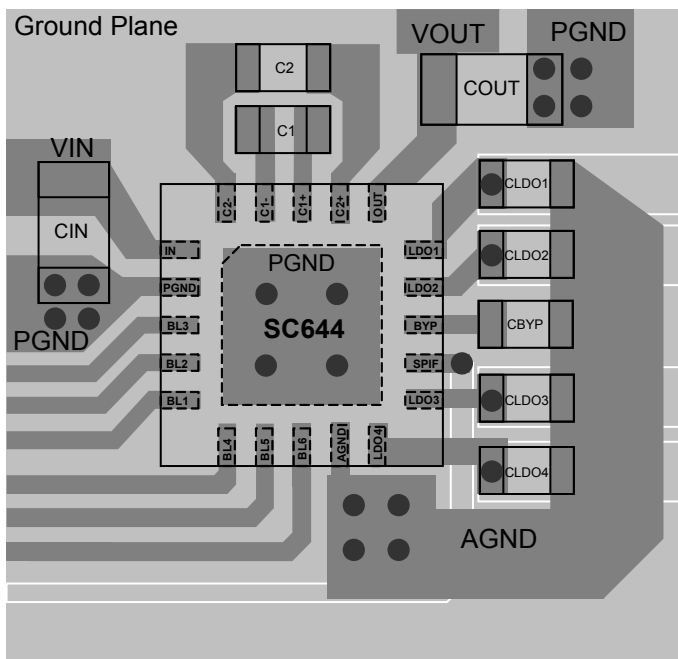 Ground Plane
VOUT
PGND
C2
COUT
C1
VIN
CLDO1
C2-
C1-
C1+
C2+
OUT
CIN
IN
LDO1
CLDO2
PGND
PGND
LDO2
SC644
BL3
BYP
CBYP
PGND
BL2
SPIF
BL1
LDO3
CLDO3
BL4
BL5
BL6
AGND
LDO4
CLDO4
AGND